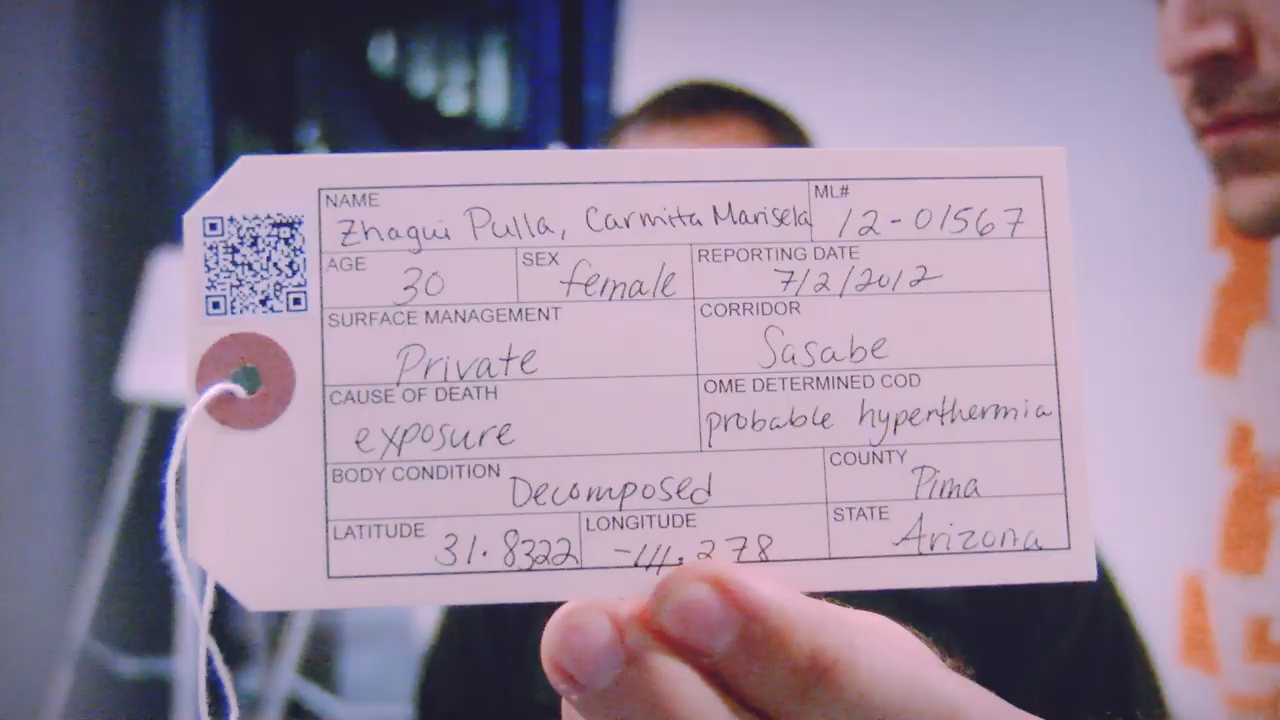 NAME
Zhagui Pulla, Carmita Marisela
ML#
12-01567
AGE
30
SEX
female
REPORTING DATE
7/2/2012
SURFACE MANAGEMENT
Private
CORRIDOR
Sasabe
CAUSE OF DEATH
exposure
OME DETERMINED COD
probable hyperthermia
BODY CONDITION
Decomposed
COUNTY
Pima
LATITUDE
31.8322
LONGITUDE
-111.278
STATE
Arizona